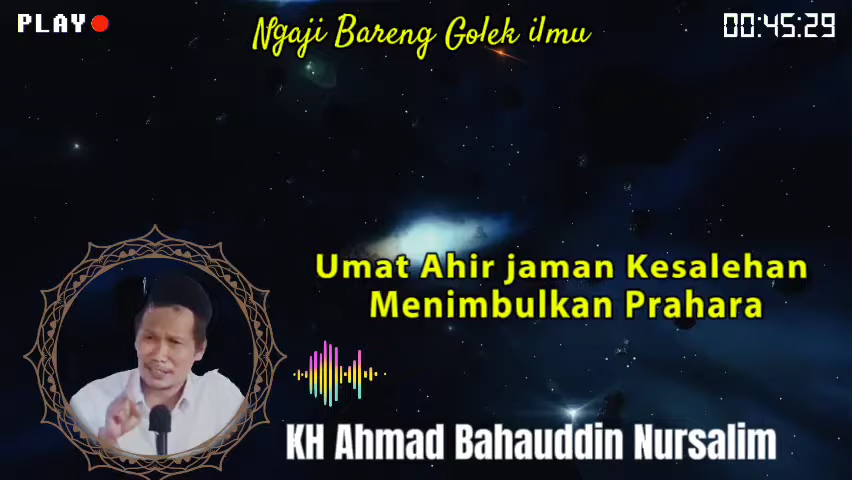 PLAY
Ngaji Bareng Golek ilmu
00:45:29
Umat Ahir jaman Kesalehan
Menimbulkan Prahara
KH Ahmad Bahauddin Nursalim